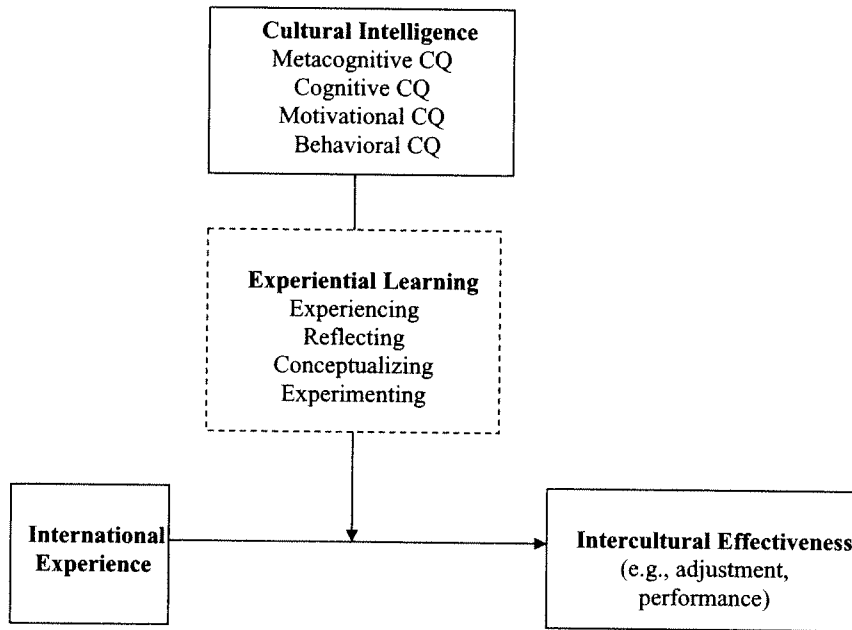 Cultural Intelligence
Metacognitive CQ
Cognitive CQ
Motivational CQ
Behavioral CQ
Experiential Learning
Experiencing
Reflecting
Conceptualizing
Experimenting
International
Experience
Intercultural Effectiveness
(e.g., adjustment,
performance)